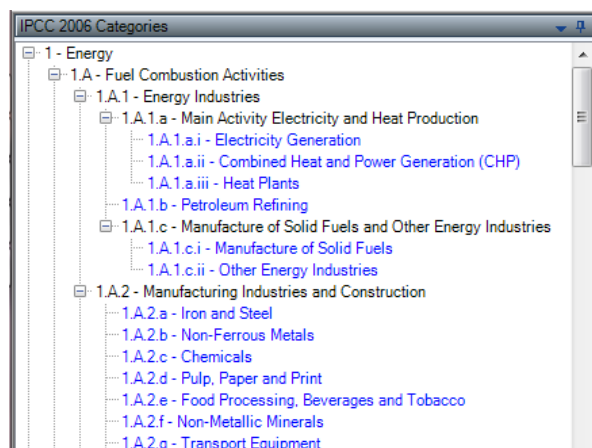 IPCC 2006 Categories
1 - Energy
1.A - Fuel Combustion Activities
1.A.1 - Energy Industries
1.A.1.a - Main Activity Electricity and Heat Production
1.A.1.a.i - Electricity Generation
1.A.1.a.ii - Combined Heat and Power Generation (CHP)
1.A.1.a.iii - Heat Plants
1.A.1.b - Petroleum Refining
1.A.1.c - Manufacture of Solid Fuels and Other Energy Industries
1.A.1.c.i - Manufacture of Solid Fuels
1.A.1.c.ii - Other Energy Industries
1.A.2 - Manufacturing Industries and Construction
1.A.2.a - Iron and Steel
1.A.2.b - Non-Ferrous Metals
1.A.2.c - Chemicals
1.A.2.d - Pulp, Paper and Print
1.A.2.e - Food Processing, Beverages and Tobacco
1.A.2.f - Non-Metallic Minerals
1.A.2.g - Transport Equipment